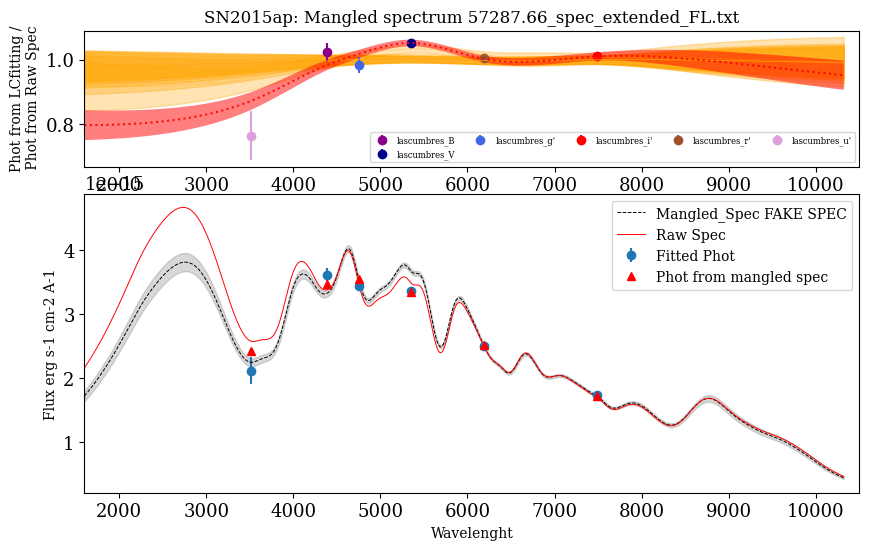 SN2015ap: Mangled spectrum 57287.66_spec_extended_FL.txt
Phot from LCfitting /
Phot from Raw Spec
1.0
0.8
lascumbres_B
lascumbres_V
lascumbres_g'
lascumbres_i'
lascumbres_r'
lascumbres_u'
2000 3000 4000 5000 6000 7000 8000 9000 10000
1e−15
Flux erg s-1 cm-2 A-1
4
3
2
1
Mangled_Spec FAKE SPEC
Raw Spec
Fitted Phot
Phot from mangled spec
2000 3000 4000 5000 6000 7000 8000 9000 10000
Wavelenght